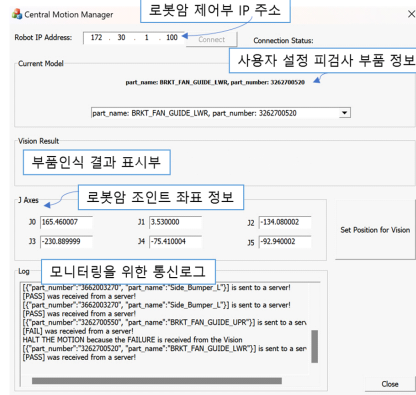 Central Motion Manager
로봇암 제어부 IP 주소
Robot IP Address: 172 . 30 . 1 . 100 Connect Connection Status:
사용자 설정 피검사 부품 정보
Current Model
part_name: BRKT_FAN_GUIDE_LWR, part_number: 3262700520
part_name: BRKT_FAN_GUIDE_LWR, part_number: 3262700520
Vision Result
부품인식 결과 표시부
J Axes
로봇암 조인트 좌표 정보
J0 165.460007 J1 3.530000 J2 -134.080002
J3 -230.889999 J4 -75.410004 J5 -92.940002
Set Position for Vision
Log
모니터링을 위한 통신로그
[{"part_number":"3662003270", "part_name":"Side_Bumper_L"}] is sent to a server!
[PASS] was received from a server!
[{"part_number":"3662003270", "part_name":"Side_Bumper_L"}] is sent to a server!
[PASS] was received from a server!
[{"part_number":"3262700550", "part_name":"BRKT_FAN_GUIDE_UPR"}] is sent to a serv
[FAIL] was received from a server!
HALT THE MOTION because the FAILURE is received from the Vision
[{"part_number":"3262700520", "part_name":"BRKT_FAN_GUIDE_LWR"}] is sent to a ser
[PASS] was received from a server!
Close